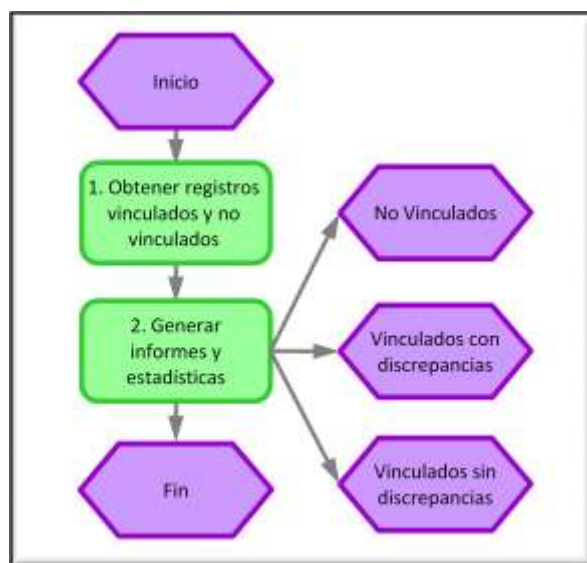 Inicio
1. Obtener registros
vinculados y no
vinculados
No Vinculados
2. Generar
informes y
estadísticas
Vinculados con
discrepancias
Fin
Vinculados sin
discrepancias